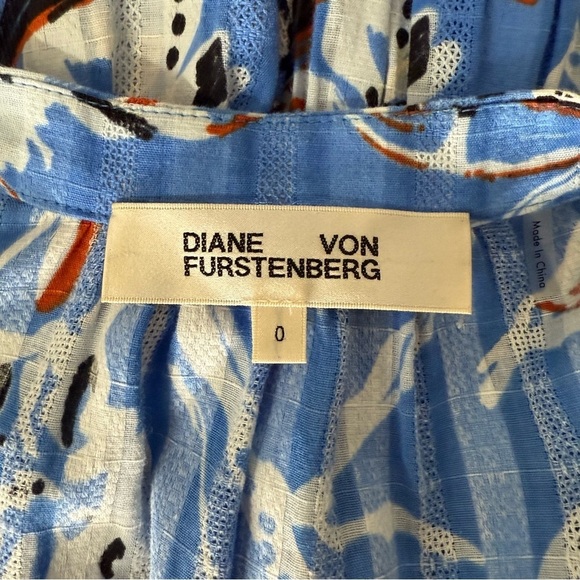 DIANE VON
FURSTENBERG
0
Made In China